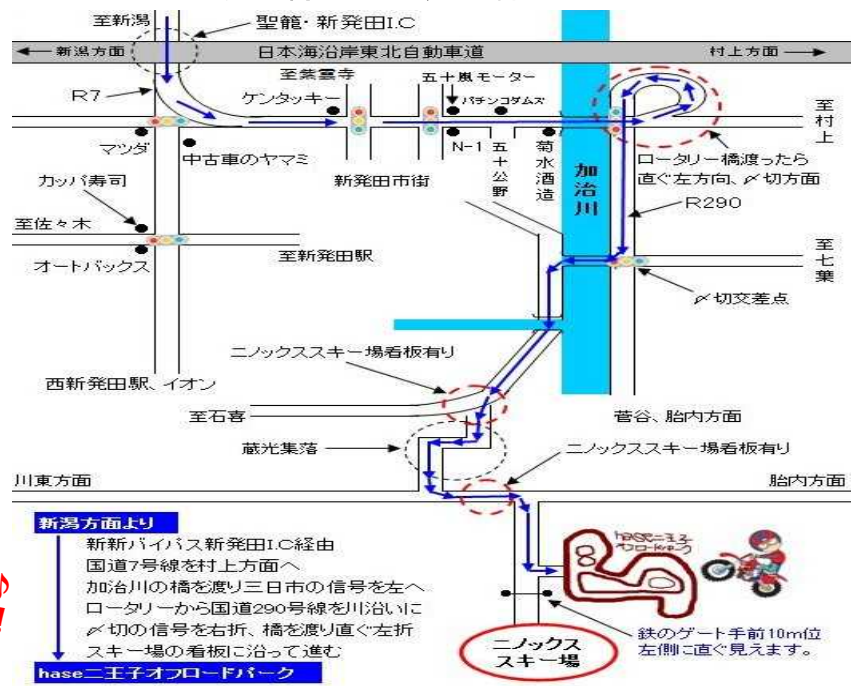 至新潟
聖籠・新発田I.C
新潟方面
日本海沿岸東北自動車道
村上方面
R7
至紫雲寺
五十嵐モーター
ケンタッキー
パチンコダムズ
至村上
マツダ
中古車のヤマミ
N-1
五十公野
菊水酒造
加治川
ロータリー橋渡ったら
直ぐ左方向、〆切方面
カッパ寿司
新発田市街
R290
至佐々木
至新発田駅
至七葉
オートバックス
〆切交差点
ニノックススキー場看板有り
西新発田駅、イオン
至石喜
菅谷、胎内方面
蔵光集落
ニノックススキー場看板有り
川東方面
胎内方面
新潟方面より
新新バイパス新発田I.C経由
国道7号線を村上方面へ
加治川の橋を渡り三日市の信号を左へ
ロータリーから国道290号線を川沿いに
〆切の信号を右折、橋を渡り直ぐ左折
スキー場の看板に沿って進む
hase二王子オフロードパーク
hase二王子
オフロードパーク
鉄のゲート手前10m位
左側に直ぐ見えます。
ニノックス
スキー場